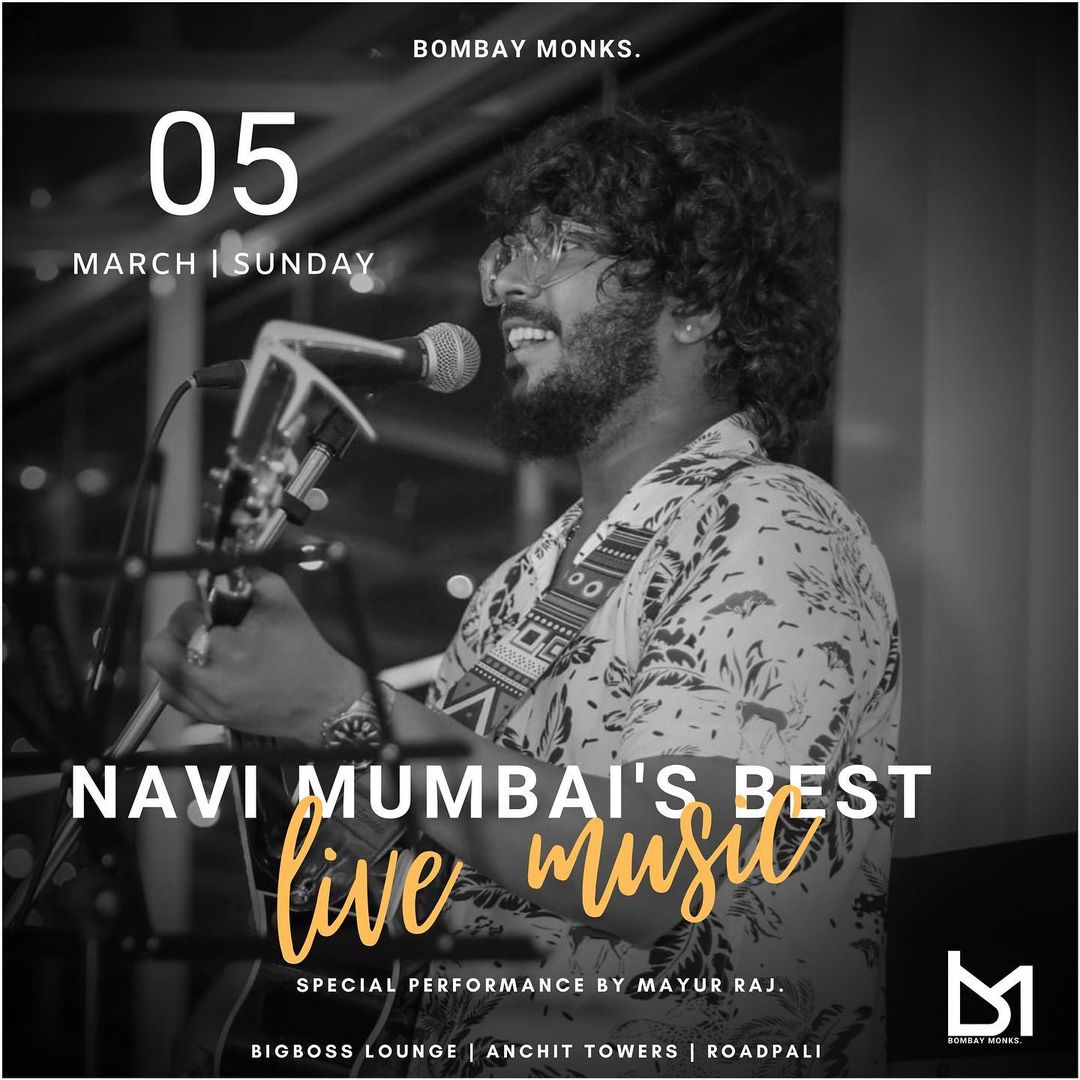 BOMBAY MONKS.
05
MARCH | SUNDAY
NAVI MUMBAI'S BEST
live music
SPECIAL PERFORMANCE BY MAYUR RAJ.
BM
BOMBAY MONKS.
BIGBOSS LOUNGE | ANCHIT TOWERS | ROADPALI